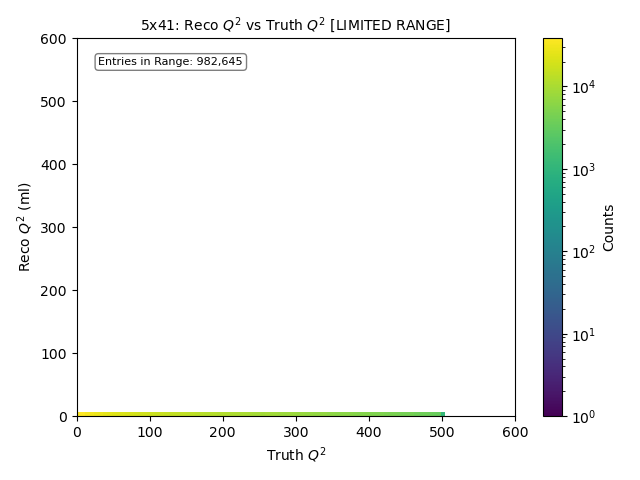 5x41: Reco Q² vs Truth Q² [LIMITED RANGE]
Entries in Range: 982,645
600
500
400
300
200
100
0
Reco Q² (ml)
0 100 200 300 400 500 600
Truth Q²
10⁴
10³
10²
10¹
10⁰
Counts